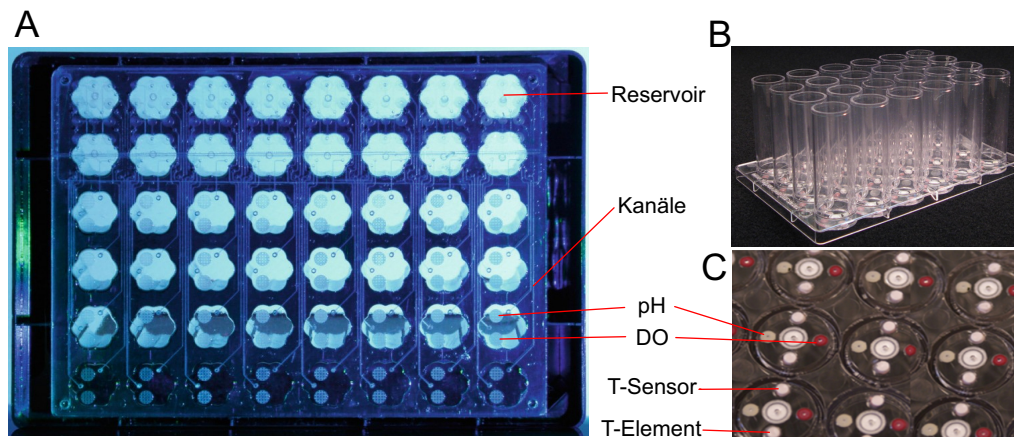 A
B
Reservoir
Kanäle
C
pH
DO
T-Sensor
T-Element